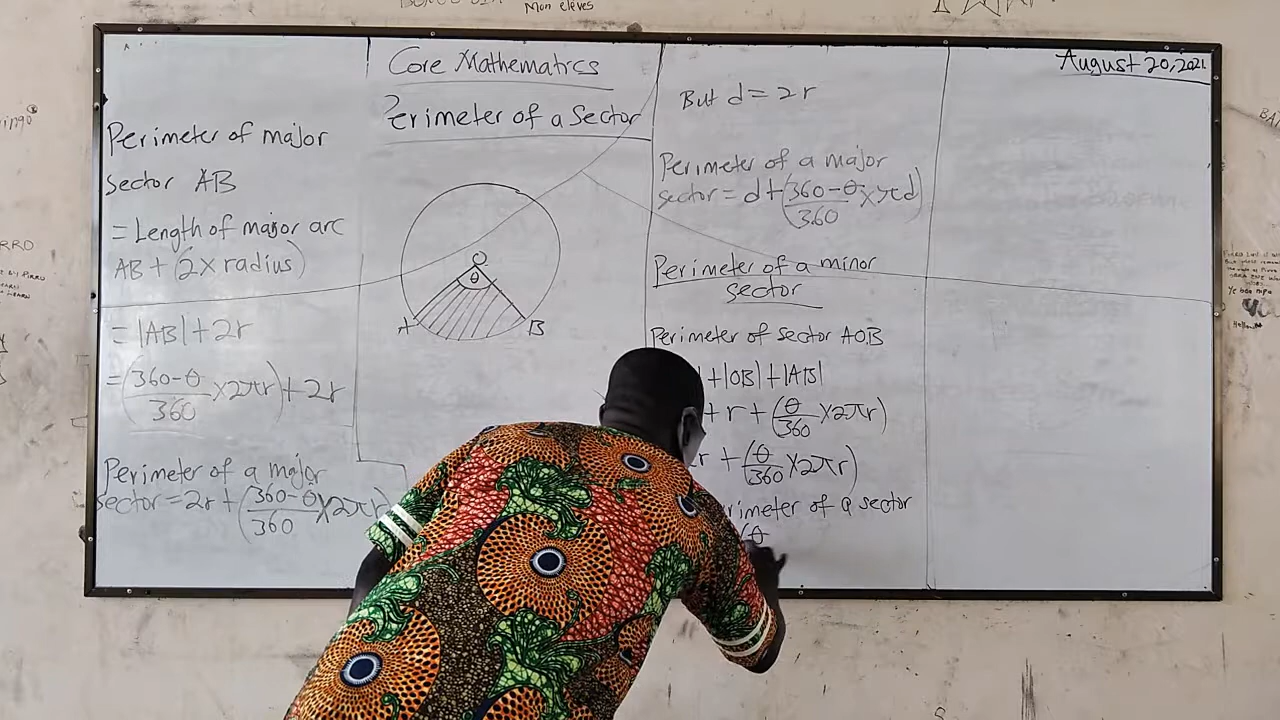 Mon elèves
Core Mathematics
Perimeter of a Sector
August 20, 2021
Perimeter of major
sector AB
= Length of major arc
AB + (2 x radius)
= |AB| + 2r
= (360-θ/360 x 2πr) + 2r
Perimeter of a major
sector = 2r + (360-θ/360 x 2πr)
O
θ
A
B
But d = 2r
Perimeter of a major
sector = d + (360-θ/360 x πd)
Perimeter of a minor
sector
Perimeter of sector AOB
| + |OB| + |AB|
+ r + (θ/360 x 2πr)
r + (θ/360 x 2πr)
rimeter of a sector
(θ